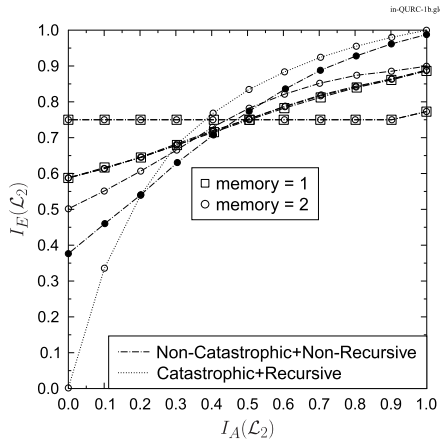 in-QURC-1b.gl
1.0
0.9
0.8
0.7
0.6
0.5
0.4
0.3
0.2
0.1
0.0
I_E(ℒ_2)
memory = 1
memory = 2
Non-Catastrophic+Non-Recursive
Catastrophic+Recursive
0.0 0.1 0.2 0.3 0.4 0.5 0.6 0.7 0.8 0.9 1.0
I_A(ℒ_2)